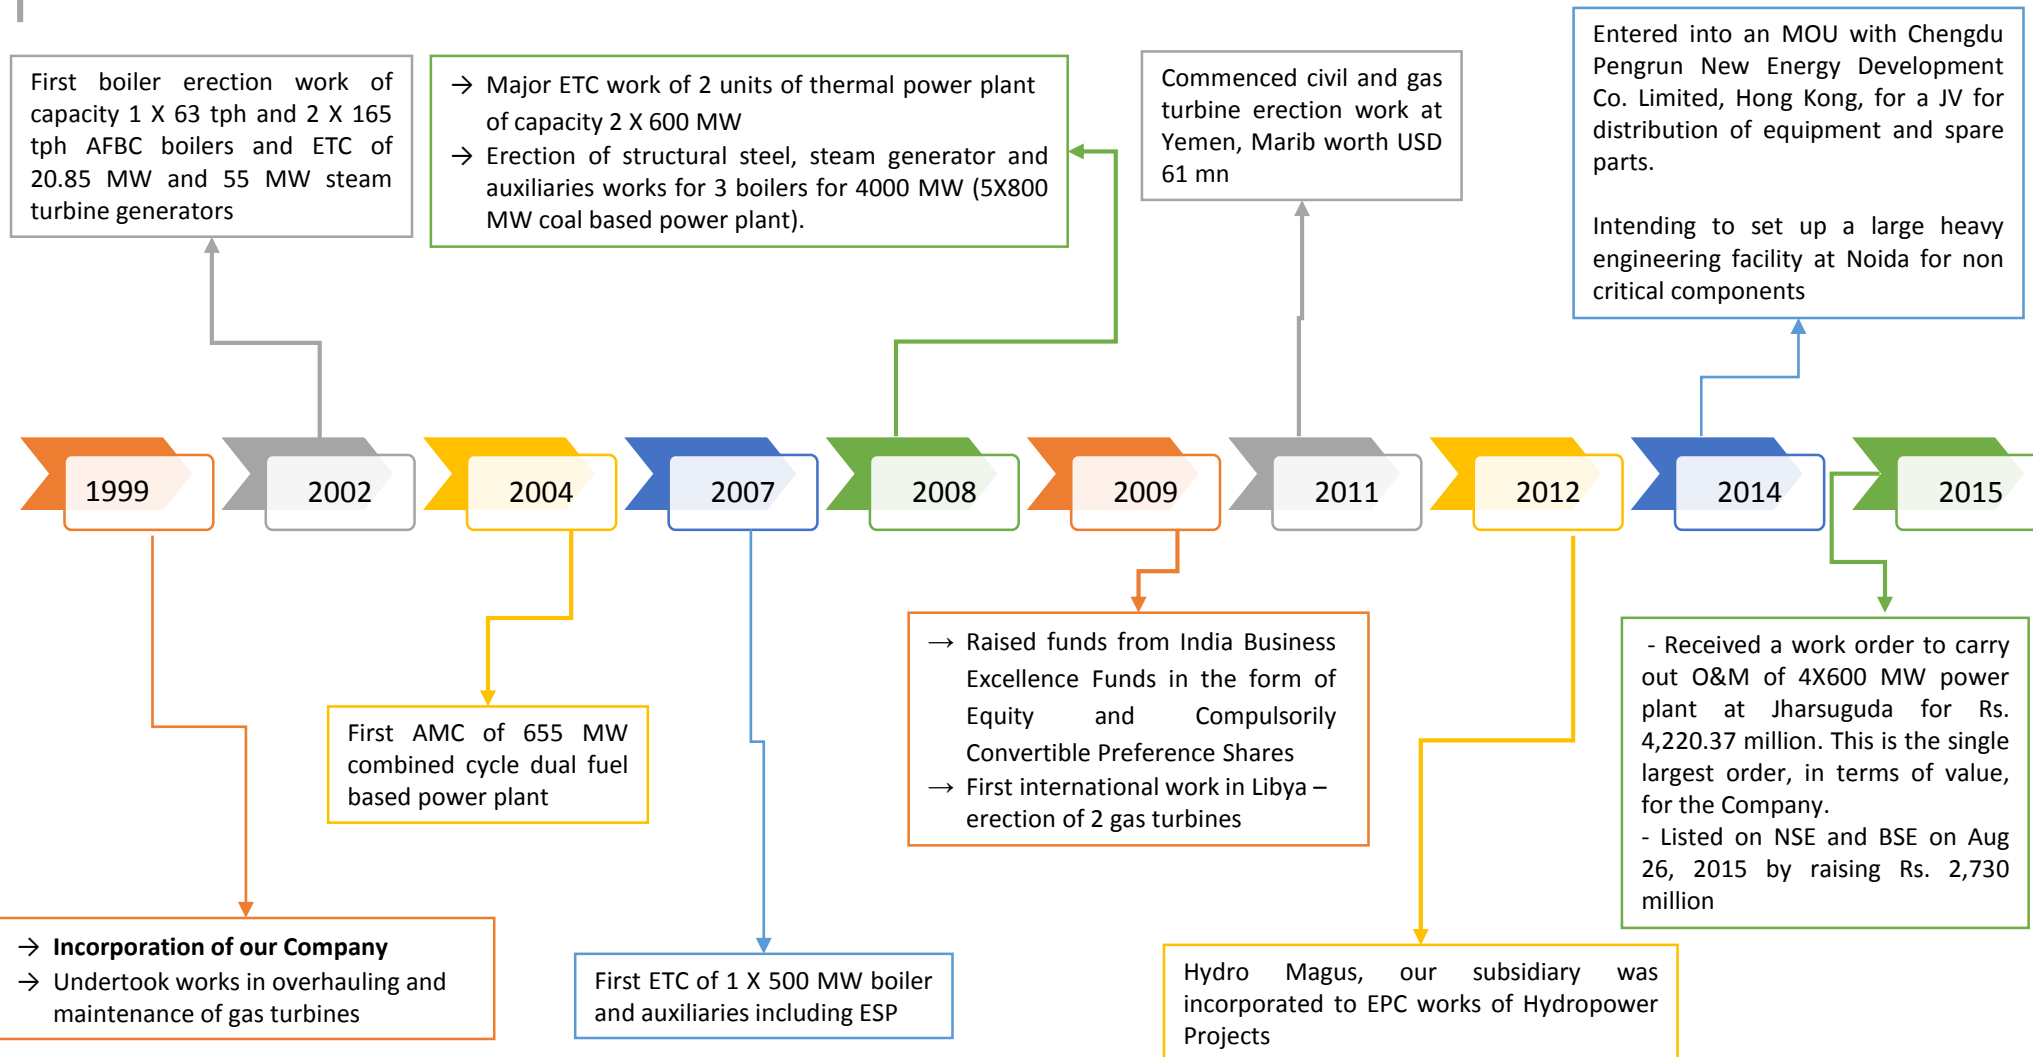 First boiler erection work of
capacity 1 X 63 tph and 2 X 165
tph AFBC boilers and ETC of
20.85 MW and 55 MW steam
turbine generators
→ Major ETC work of 2 units of thermal power plant
of capacity 2 X 600 MW
→ Erection of structural steel, steam generator and
auxiliaries works for 3 boilers for 4000 MW (5X800
MW coal based power plant).
Commenced civil and gas
turbine erection work at
Yemen, Marib worth USD
61 mn
Entered into an MOU with Chengdu
Pengrun New Energy Development
Co. Limited, Hong Kong, for a JV for
distribution of equipment and spare
parts.
Intending to set up a large heavy
engineering facility at Noida for non
critical components
1999
2002
2004
2007
2008
2009
2011
2012
2014
2015
→ Incorporation of our Company
→ Undertook works in overhauling and
maintenance of gas turbines
First AMC of 655 MW
combined cycle dual fuel
based power plant
First ETC of 1 X 500 MW boiler
and auxiliaries including ESP
→ Raised funds from India Business
Excellence Funds in the form of
Equity and Compulsorily
Convertible Preference Shares
→ First international work in Libya –
erection of 2 gas turbines
Hydro Magus, our subsidiary was
incorporated to EPC works of Hydropower
Projects
- Received a work order to carry
out O&M of 4X600 MW power
plant at Jharsuguda for Rs.
4,220.37 million. This is the single
largest order, in terms of value,
for the Company.
- Listed on NSE and BSE on Aug
26, 2015 by raising Rs. 2,730
million